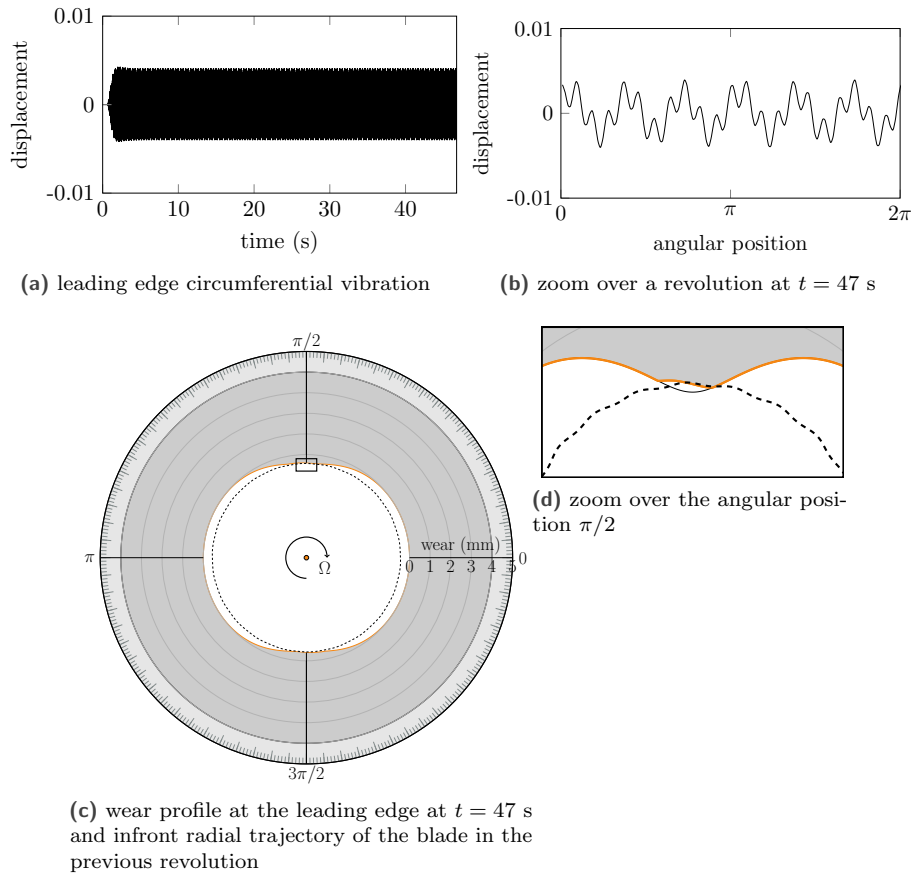 0.01
0
-0.01
displacement
0 10 20 30 40
time (s)
(a) leading edge circumferential vibration
0.01
0
-0.01
displacement
0 π 2π
angular position
(b) zoom over a revolution at t = 47 s
π/2
π
wear (mm)
0 1 2 3 4 5
0
Ω
3π/2
(d) zoom over the angular posi-
tion π/2
(c) wear profile at the leading edge at t = 47 s
and infront radial trajectory of the blade in the
previous revolution